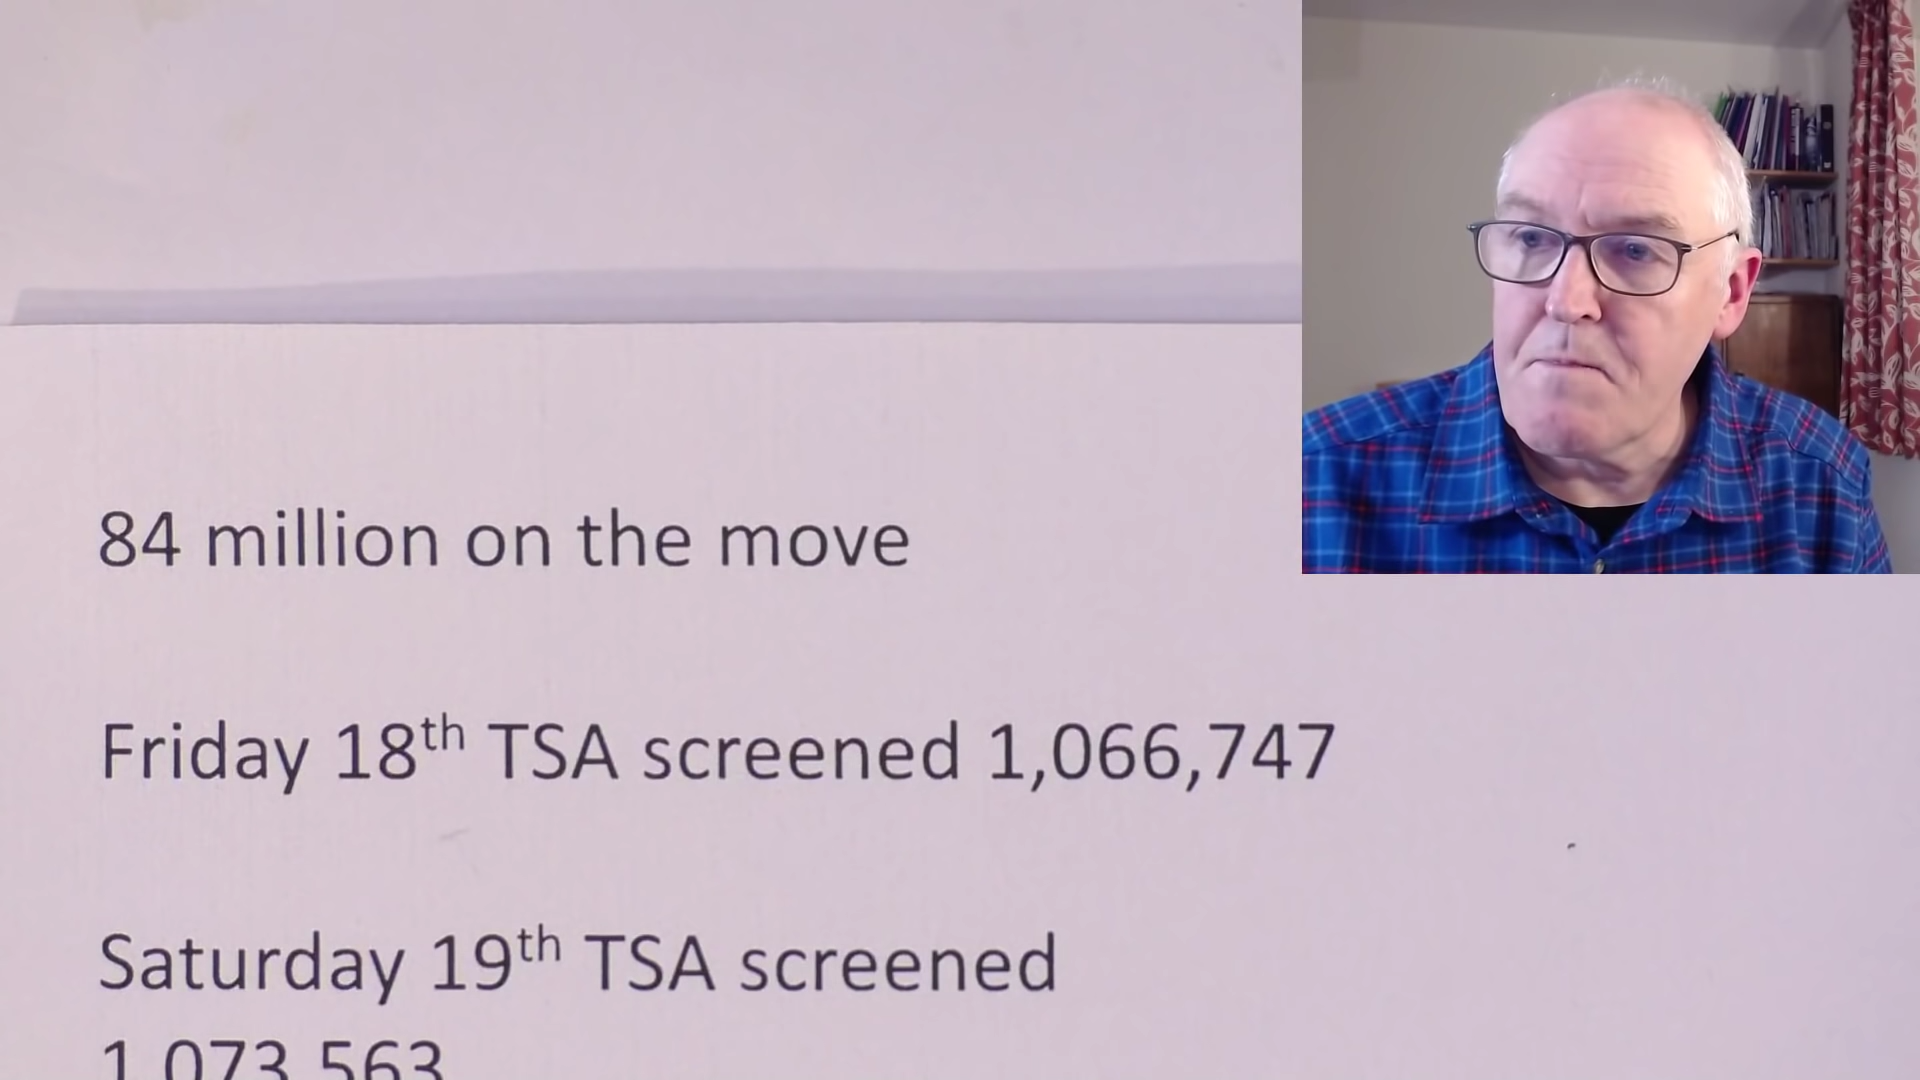 84 million on the move
Friday 18th TSA screened 1,066,747
Saturday 19th TSA screened
1,073,563